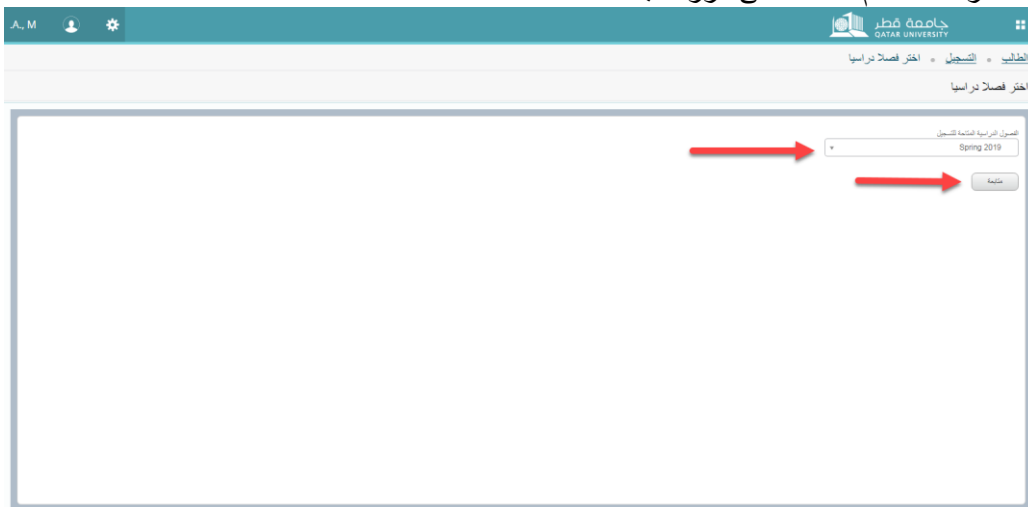 جامعة قطر
QATAR UNIVERSITY
A., M
الطالب • التسجيل • اختر فصلا دراسيا
اختر فصلا دراسيا
الفصول الدراسية المتاحة للتسجيل
Spring 2019
متابعة